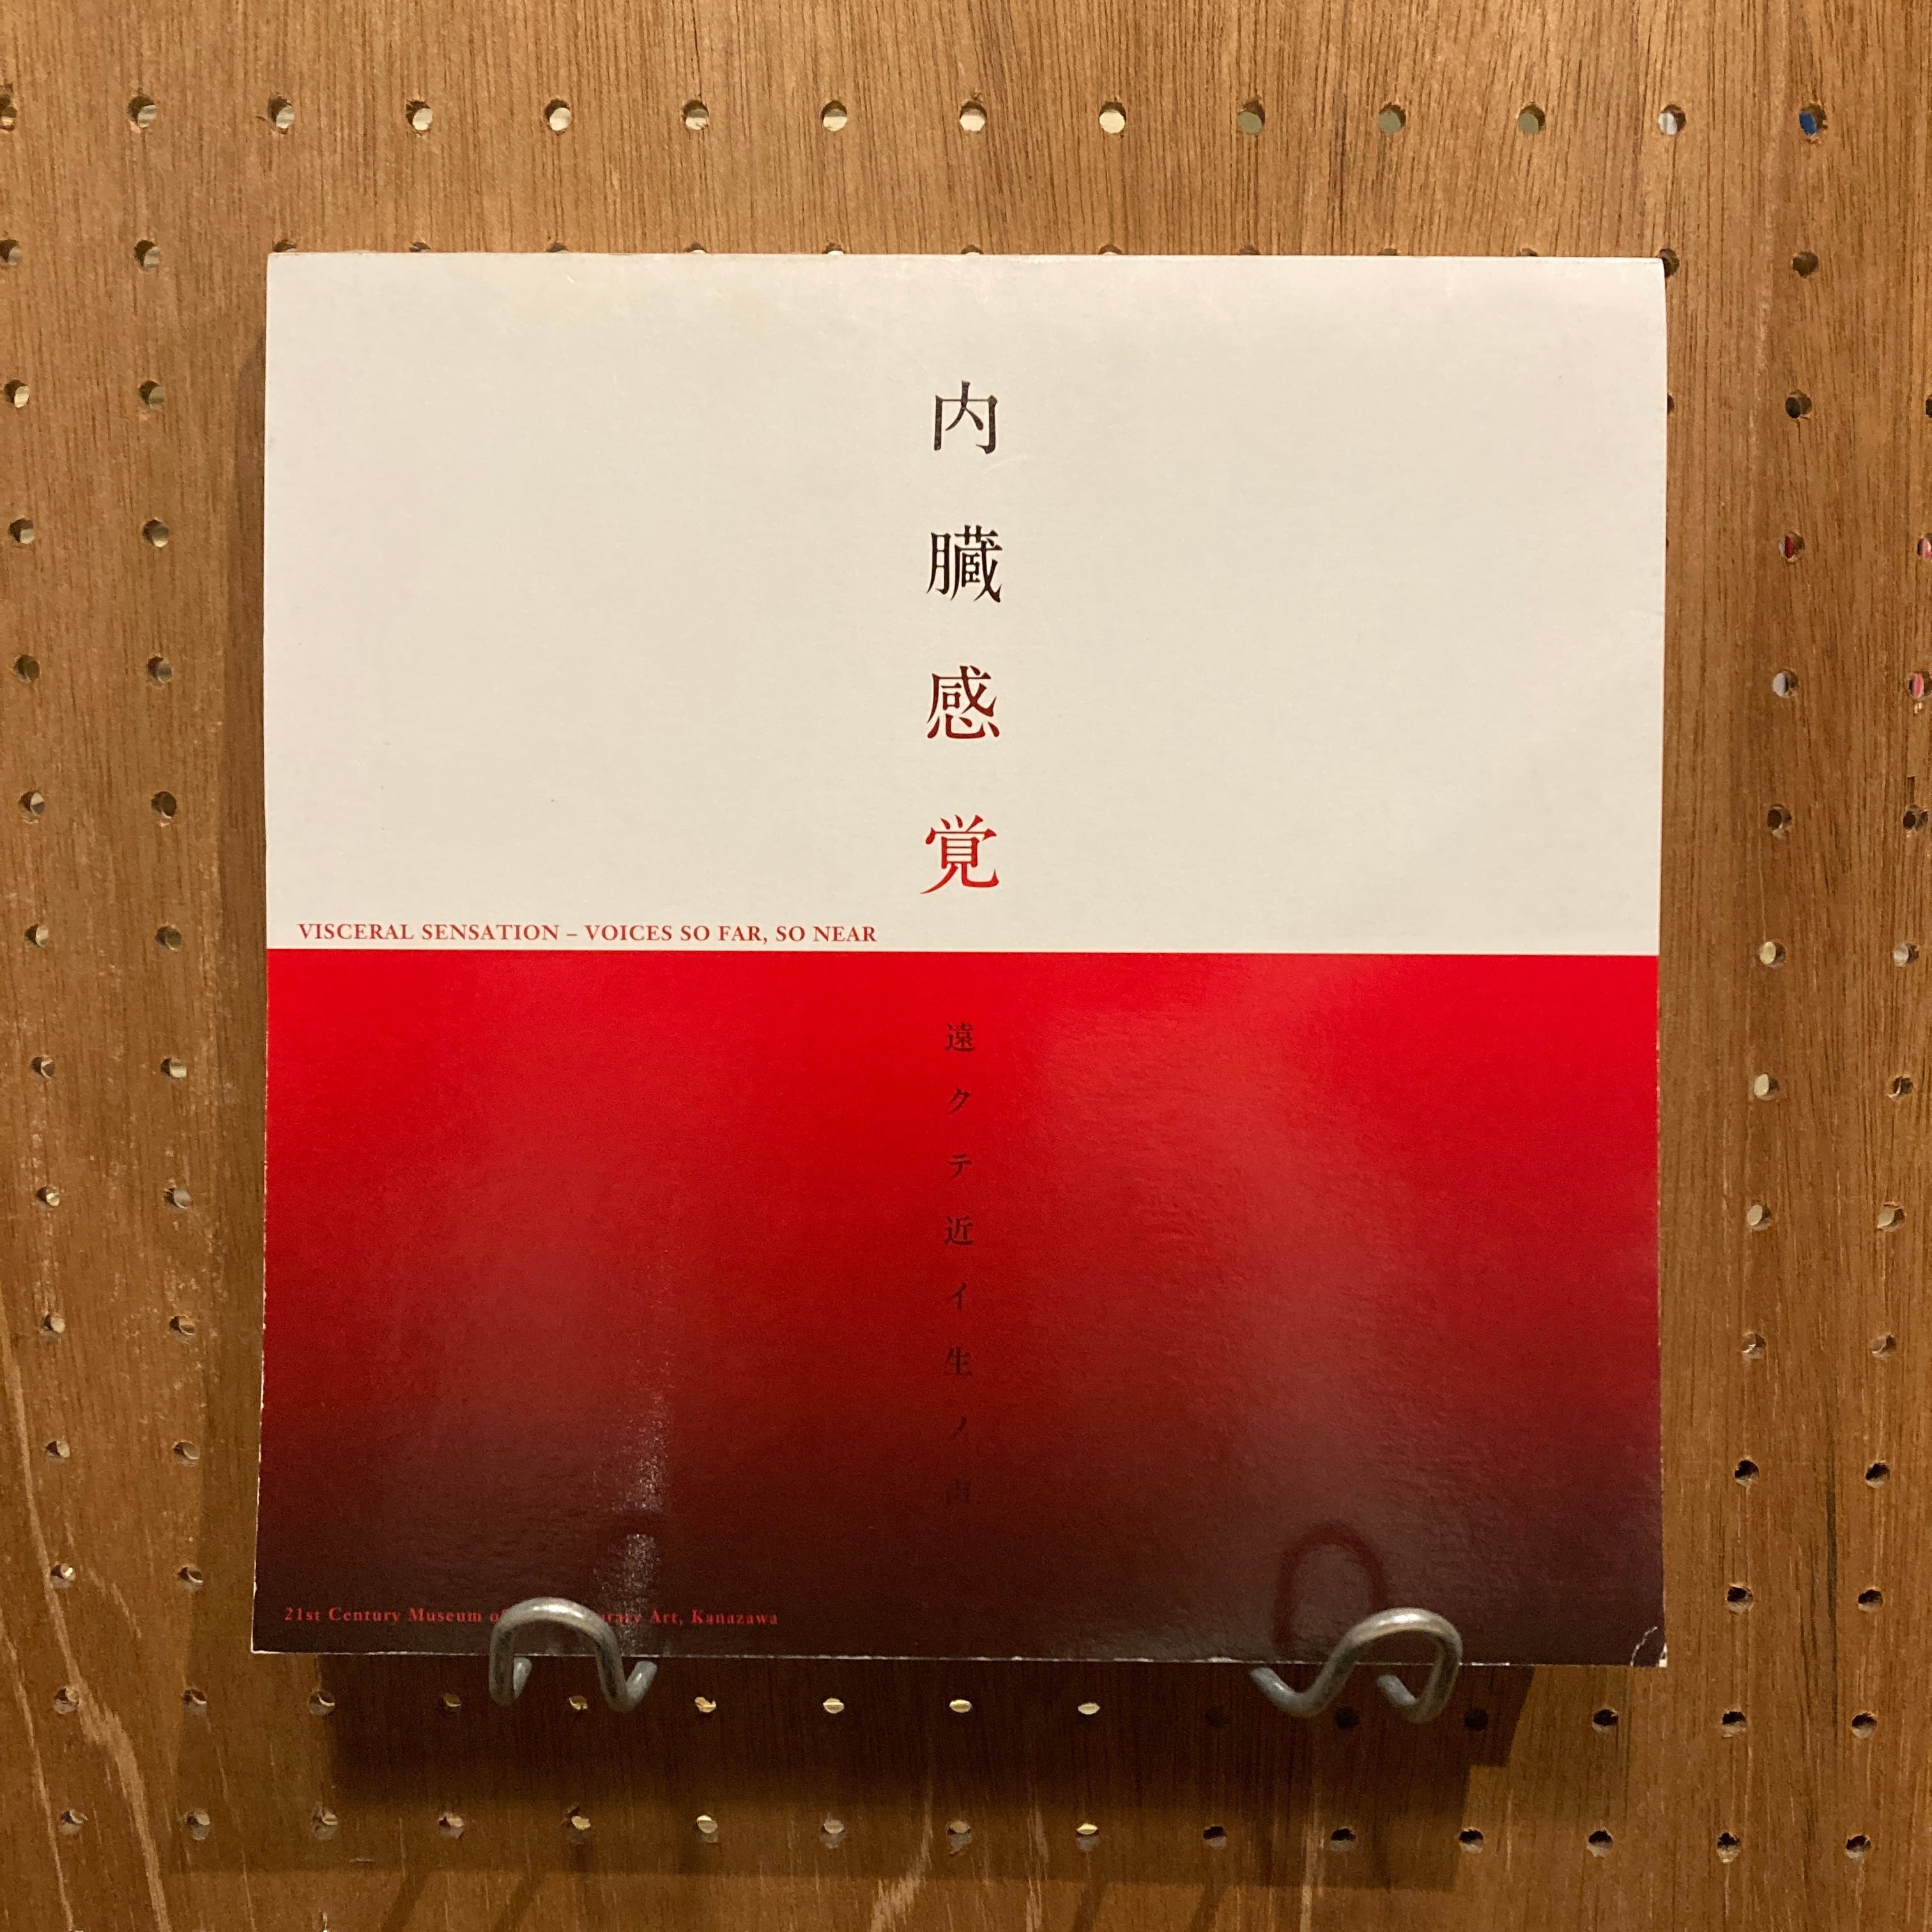 内臓感覚
VISCERAL SENSATION – VOICES SO FAR, SO NEAR
遠クテ近イ生ノ声
21st Century Museum Art, Kanazawa